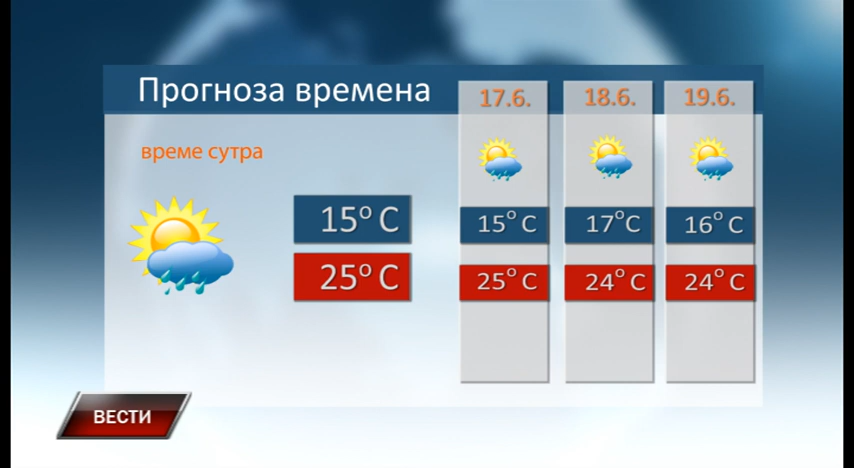 Прогноза времена
време сутра
15° C
25° C
17.6.
15° C
25° C
18.6.
17°C
24° C
19.6.
16° C
24° C
ВЕСТИ